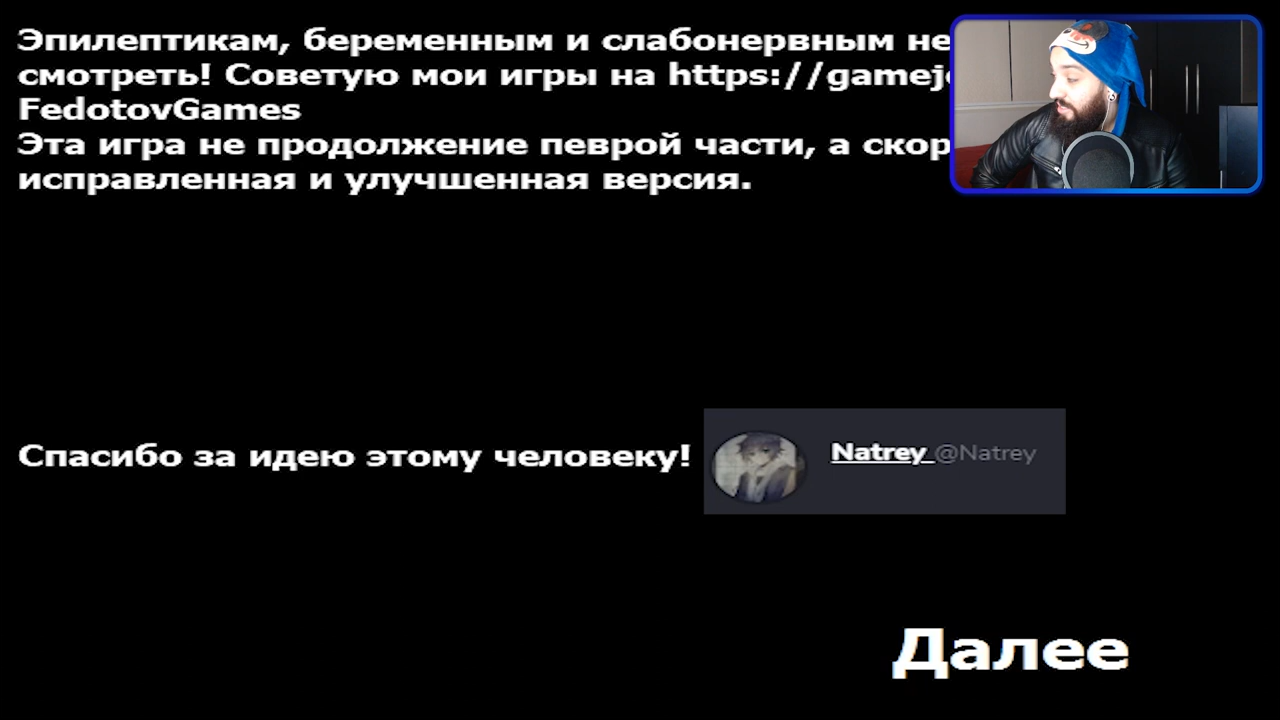 Эпилептикам, беременным и слабонервным не
смотреть! Советую мои игры на https://gamej
FedotovGames
Эта игра не продолжение певрой части, а скор
исправленная и улучшенная версия.
Спасибо за идею этому человеку!
Natrey @Natrey
Далее